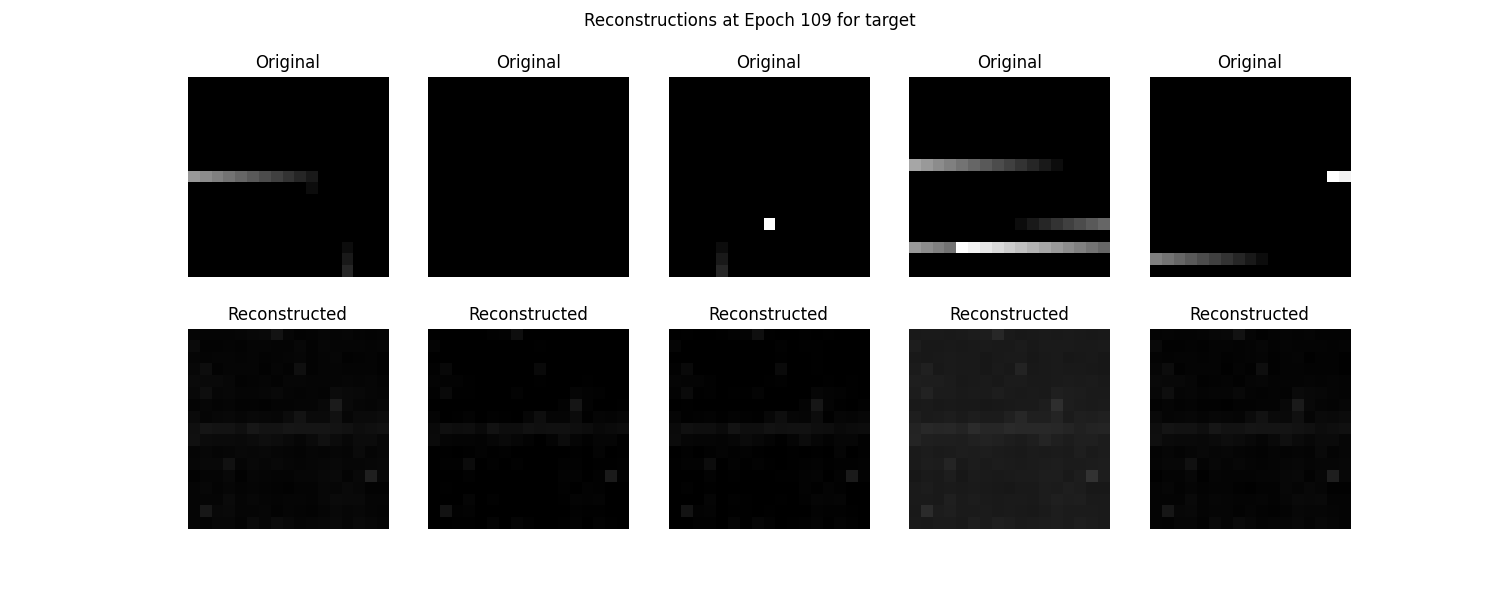 Reconstructions at Epoch 109 for target
Original Original Original Original Original
Reconstructed Reconstructed Reconstructed Reconstructed Reconstructed